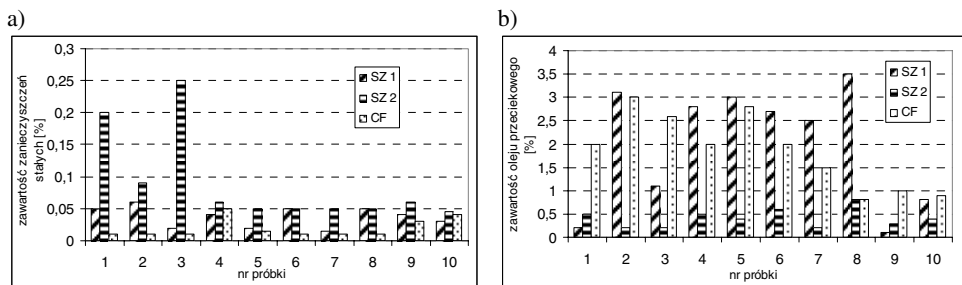 a)
zawartość zanieczyszczeń
stałych [%]
0,3
0,25
0,2
0,15
0,1
0,05
0
SZ 1
SZ 2
CF
1 2 3 4 5 6 7 8 9 10
nr próbki
b)
zawartość oleju przeciekowego
[%]
4
3,5
3
2,5
2
1,5
1
0,5
0
SZ 1
SZ 2
CF
1 2 3 4 5 6 7 8 9 10
nr próbki